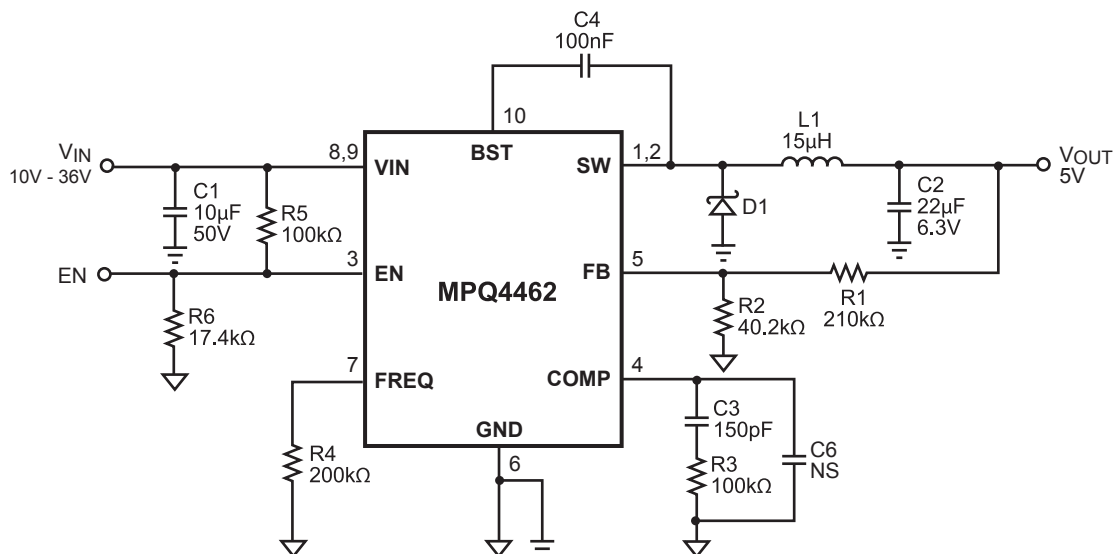 C4
100nF
10
BST
VIN
10V - 36V
8,9
VIN
SW
1,2
L1
15µH
VOUT
5V
C1
10µF
50V
R5
100kΩ
D1
C2
22µF
6.3V
EN
3
EN
MPQ4462
FB
5
R1
210kΩ
R2
40.2kΩ
R6
17.4kΩ
7
FREQ
COMP
4
R4
200kΩ
GND
6
C3
150pF
R3
100kΩ
C6
NS